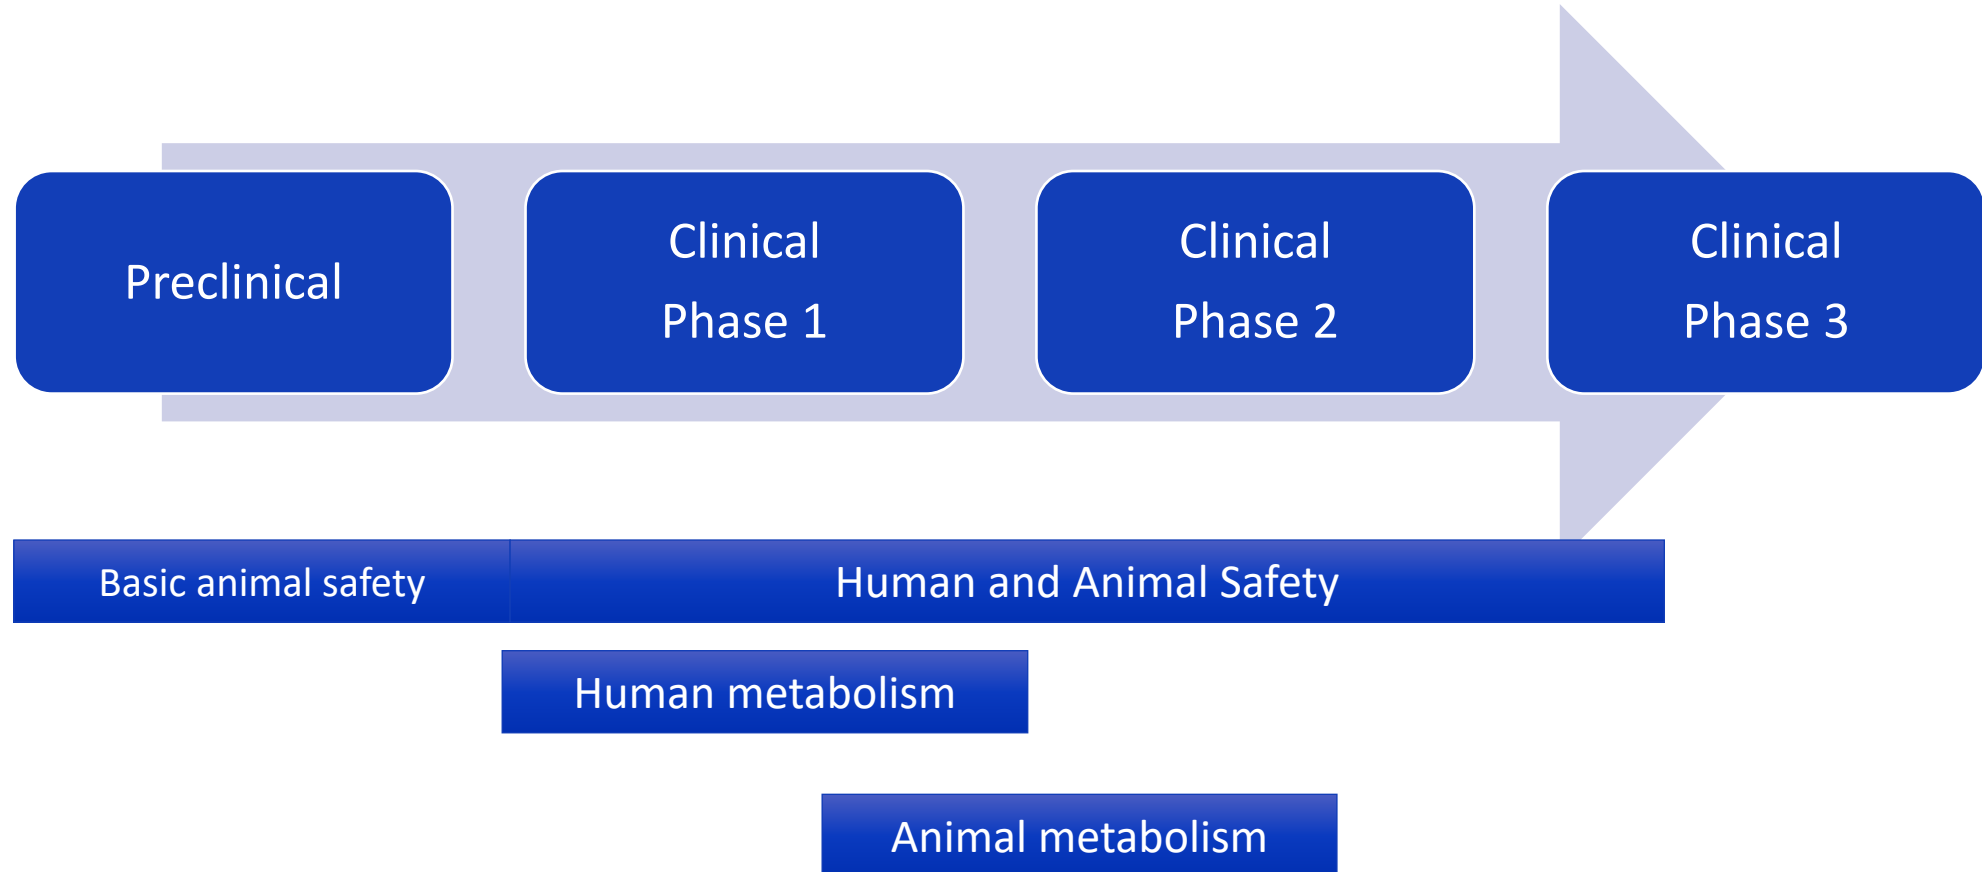 Preclinical
Clinical
Phase 1
Clinical
Phase 2
Clinical
Phase 3
Basic animal safety
Human and Animal Safety
Human metabolism
Animal metabolism